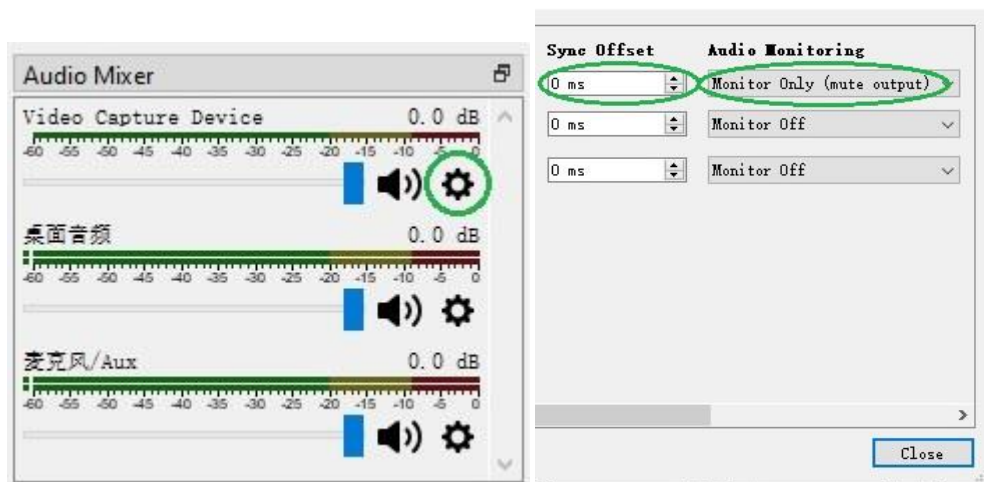 Audio Mixer
Video Capture Device 0.0 dB
-60 -55 -50 -45 -40 -35 -30 -25 -20 -15 -10 -5 0
桌面音频 0.0 dB
-60 -55 -50 -45 -40 -35 -30 -25 -20 -15 -10 -5 0
麦克风/Aux 0.0 dB
-60 -55 -50 -45 -40 -35 -30 -25 -20 -15 -10 -5 0
Sync Offset Audio Monitoring
0 ms Monitor Only (mute output)
0 ms Monitor Off
0 ms Monitor Off
Close